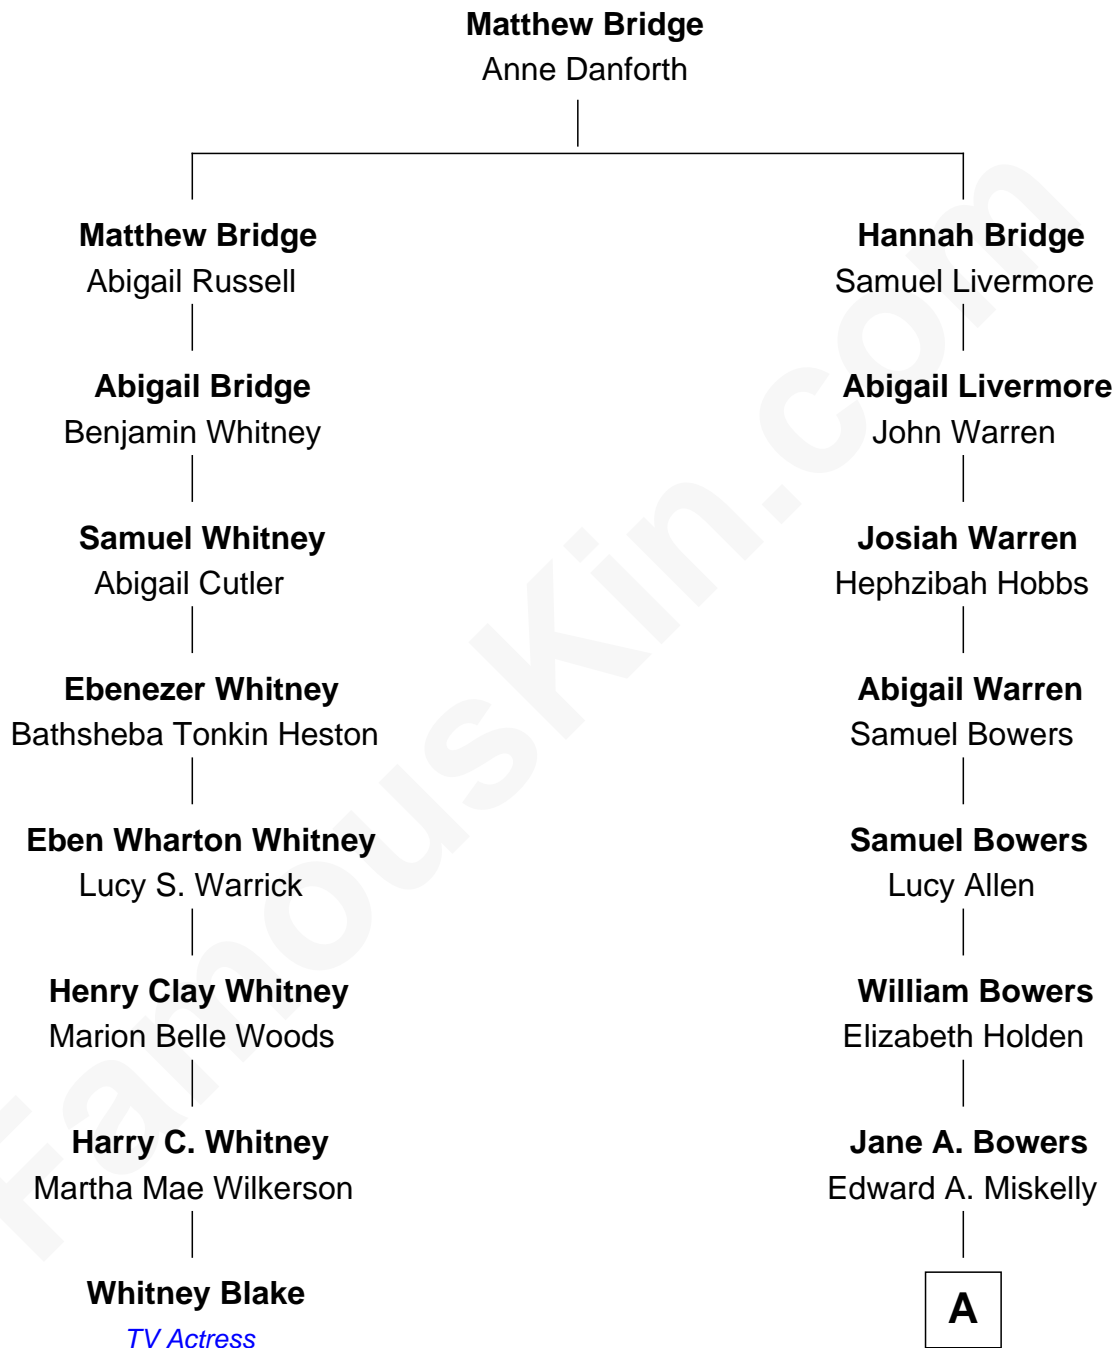 Matthew Bridge
Anne Danforth
Matthew Bridge
Abigail Russell
Hannah Bridge
Samuel Livermore
Abigail Bridge
Benjamin Whitney
Abigail Livermore
John Warren
Samuel Whitney
Abigail Cutler
Josiah Warren
Hephzibah Hobbs
Ebenezer Whitney
Bathsheba Tonkin Heston
Abigail Warren
Samuel Bowers
Eben Wharton Whitney
Lucy S. Warrick
Samuel Bowers
Lucy Allen
Henry Clay Whitney
Marion Belle Woods
William Bowers
Elizabeth Holden
Harry C. Whitney
Martha Mae Wilkerson
Jane A. Bowers
Edward A. Miskelly
Whitney Blake
TV Actress
A
FamousKin.com